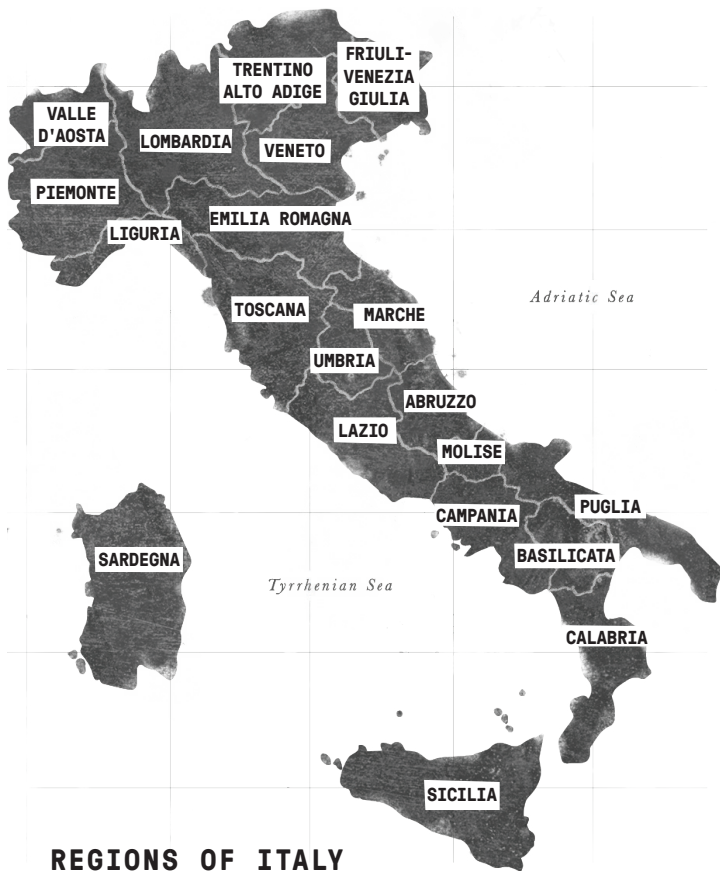 FRIULI-
VENEZIA
GIULIA
TRENTINO
ALTO ADIGE
VALLE
D'AOSTA
LOMBARDIA
VENETO
PIEMONTE
EMILIA ROMAGNA
LIGURIA
Adriatic Sea
TOSCANA
MARCHE
UMBRIA
ABRUZZO
LAZIO
MOLISE
PUGLIA
CAMPANIA
BASILICATA
SARDEGNA
Tyrrhenian Sea
CALABRIA
SICILIA
REGIONS OF ITALY